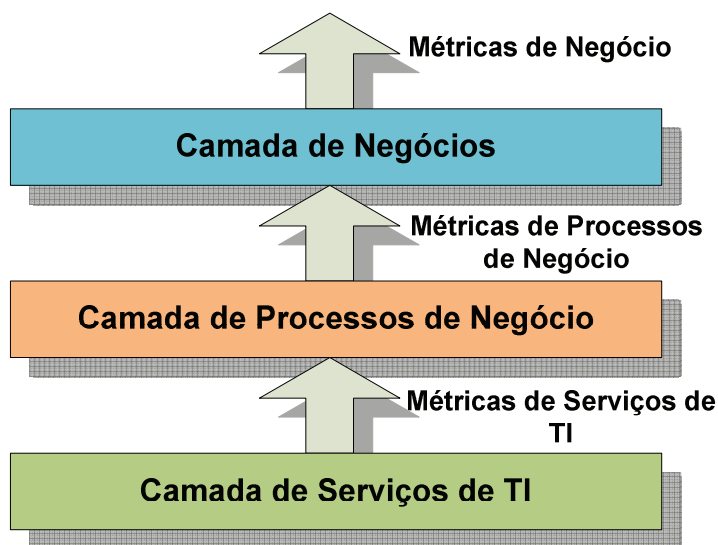 Métricas de Negócio
Camada de Negócios
Métricas de Processos
de Negócio
Camada de Processos de Negócio
Métricas de Serviços de
TI
Camada de Serviços de TI